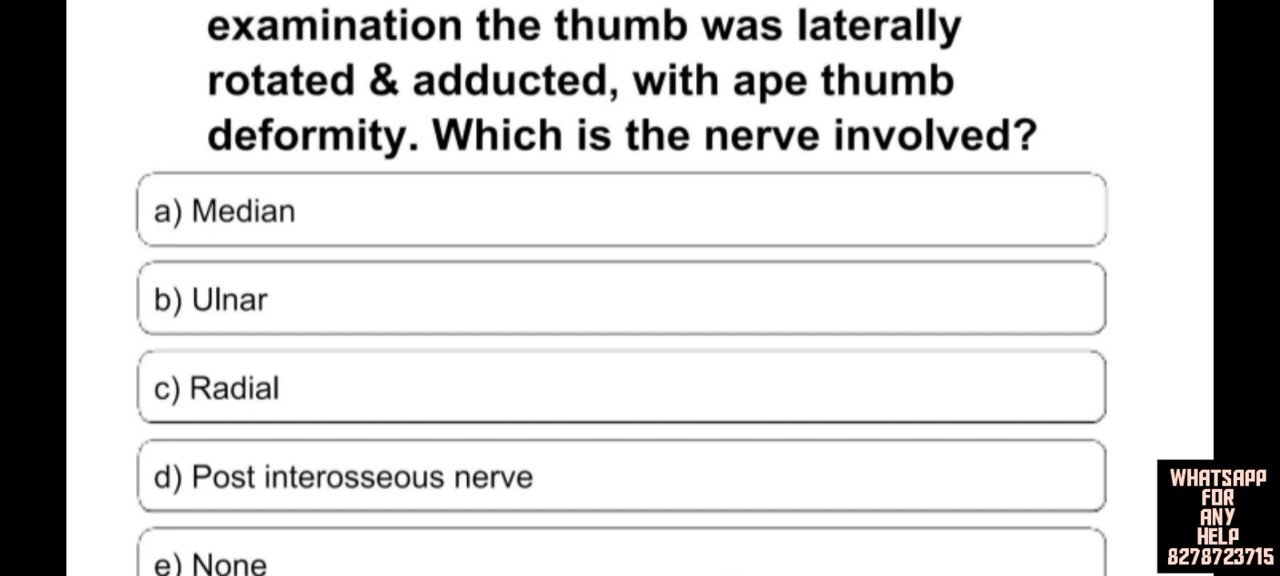 examination the thumb was laterally
rotated & adducted, with ape thumb
deformity. Which is the nerve involved?
a) Median
b) Ulnar
c) Radial
d) Post interosseous nerve
e) None
WHATSAPP
FOR
ANY
HELP
8278723715